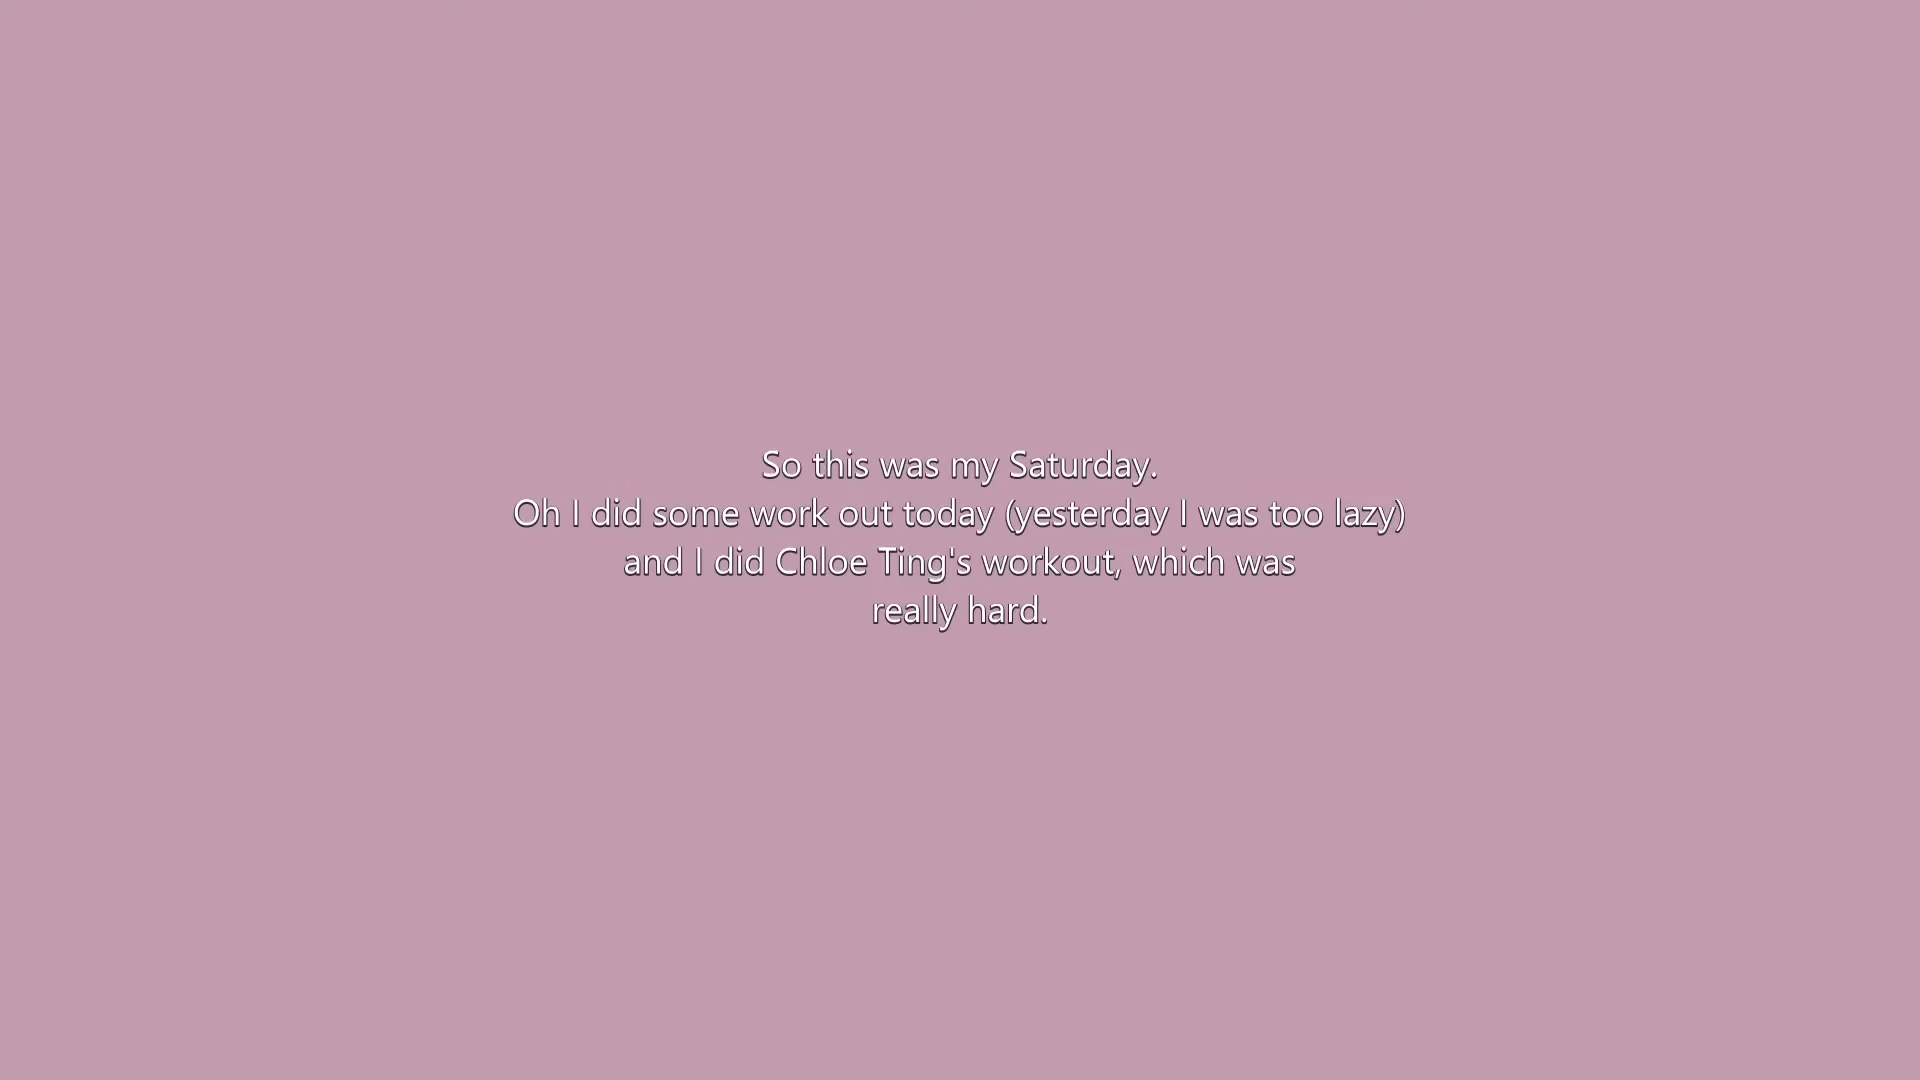 So this was my Saturday.
Oh I did some work out today (yesterday I was too lazy)
and I did Chloe Ting's workout, which was
really hard.